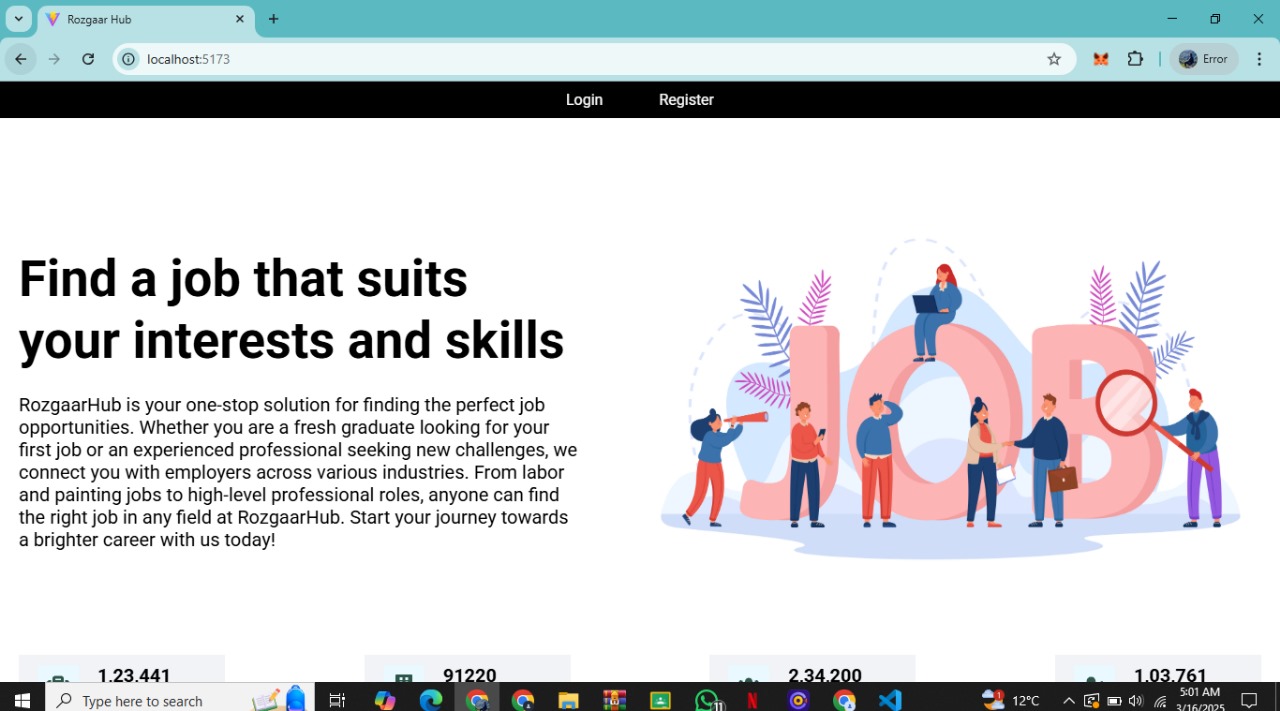 Rozgaar Hub
localhost:5173
Error
Login
Register
Find a job that suits
your interests and skills
RozgaarHub is your one-stop solution for finding the perfect job
opportunities. Whether you are a fresh graduate looking for your
first job or an experienced professional seeking new challenges, we
connect you with employers across various industries. From labor
and painting jobs to high-level professional roles, anyone can find
the right job in any field at RozgaarHub. Start your journey towards
a brighter career with us today!
JOB
1,23,441
91220
2,34,200
1,03,761
Type here to search
11
1
12°C
5:01 AM
3/16/2025